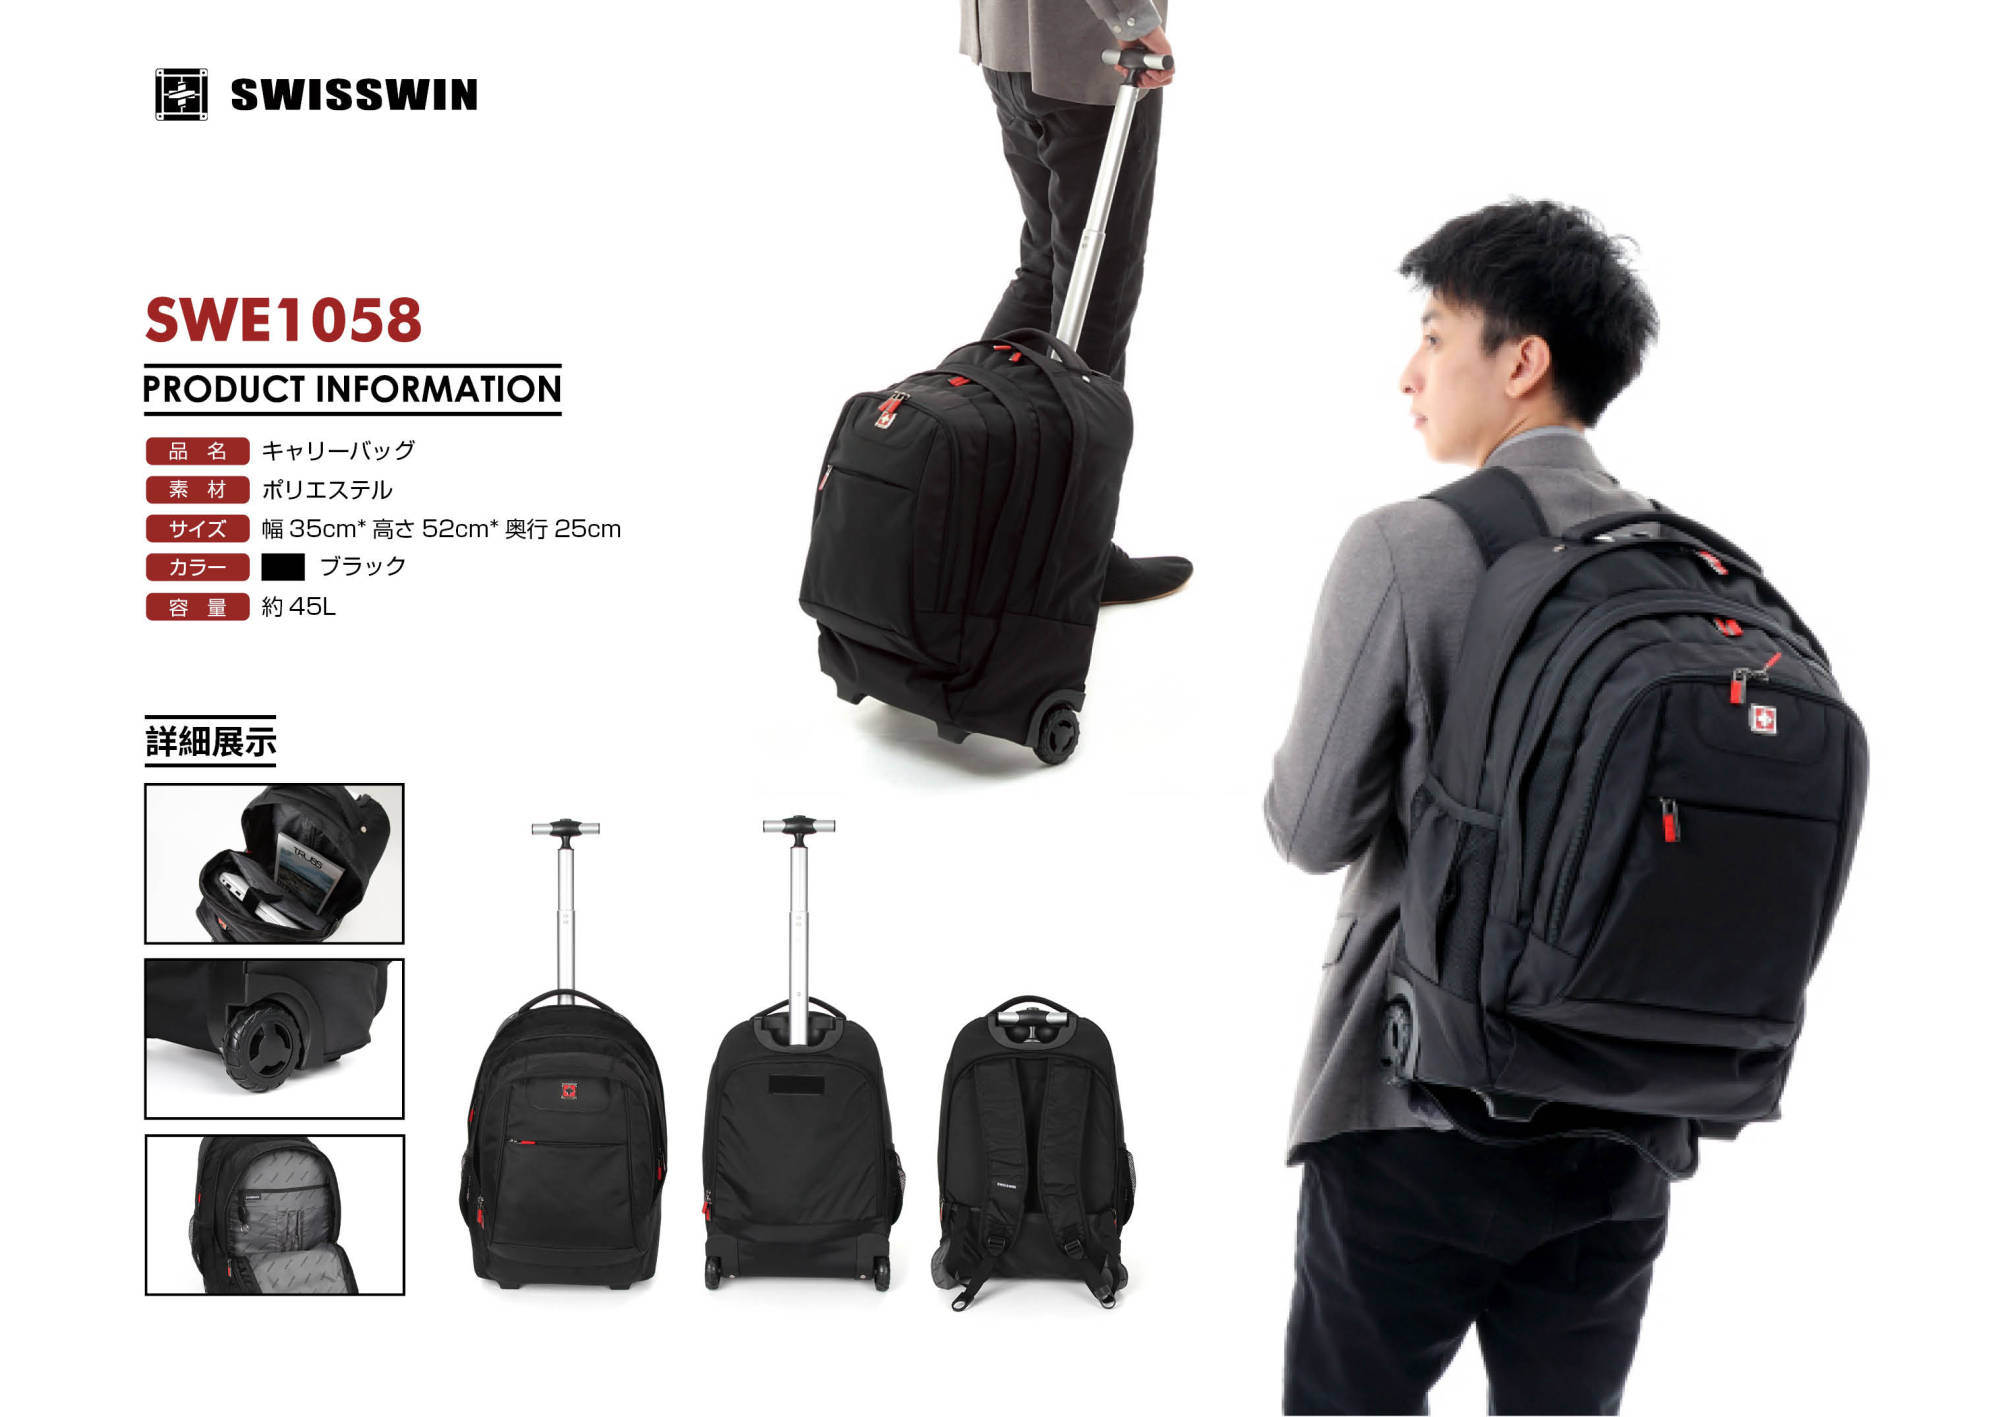 SWISSWIN
SWE1058
PRODUCT INFORMATION
品 名 キャリーバッグ
素 材 ポリエステル
サイズ 幅 35cm* 高さ 52cm* 奥行 25cm
カラー ブラック
容 量 約 45L
詳細展示
SWISSWIN